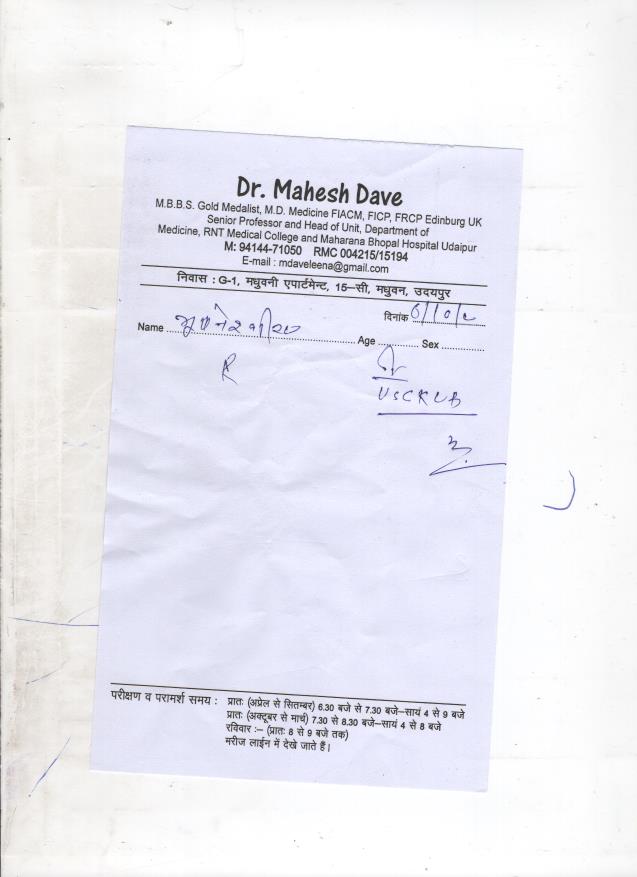 Dr. Mahesh Dave
M.B.B.S. Gold Medalist, M.D. Medicine FIACM, FICP, FRCP Edinburg UK
Senior Professor and Head of Unit, Department of
Medicine, RNT Medical College and Maharana Bhopal Hospital Udaipur
M: 94144-71050 RMC 004215/15194
E-mail : mdaveleena@gmail.com
निवास : G-1, मधुवनी एपार्टमेन्ट, 15–सी, मधुवन, उदयपुर
दिनांक
Name Age Sex
R
परीक्षण व परामर्श समय : प्रातः (अप्रेल से सितम्बर) 6.30 बजे से 7.30 बजे–सायं 4 से 9 बजे
प्रातः (अक्टूबर से मार्च) 7.30 से 8.30 बजे–सायं 4 से 8 बजे
रविवार :– (प्रातः 8 से 9 बजे तक)
मरीज लाईन में देखे जाते हैं।